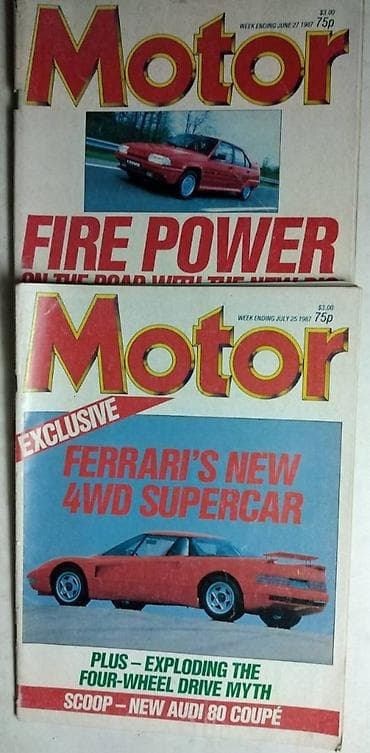 $3.00
WEEK ENDING JUNE 27 1987 75p
Motor
FIRE POWER
ON THE ROAD WITH THE NEW BIG
$3.00
WEEK ENDING JULY 25 1987 75p
Motor
EXCLUSIVE
FERRARI'S NEW
4WD SUPERCAR
PLUS – EXPLODING THE
FOUR-WHEEL DRIVE MYTH
SCOOP – NEW AUDI 80 COUPÉ